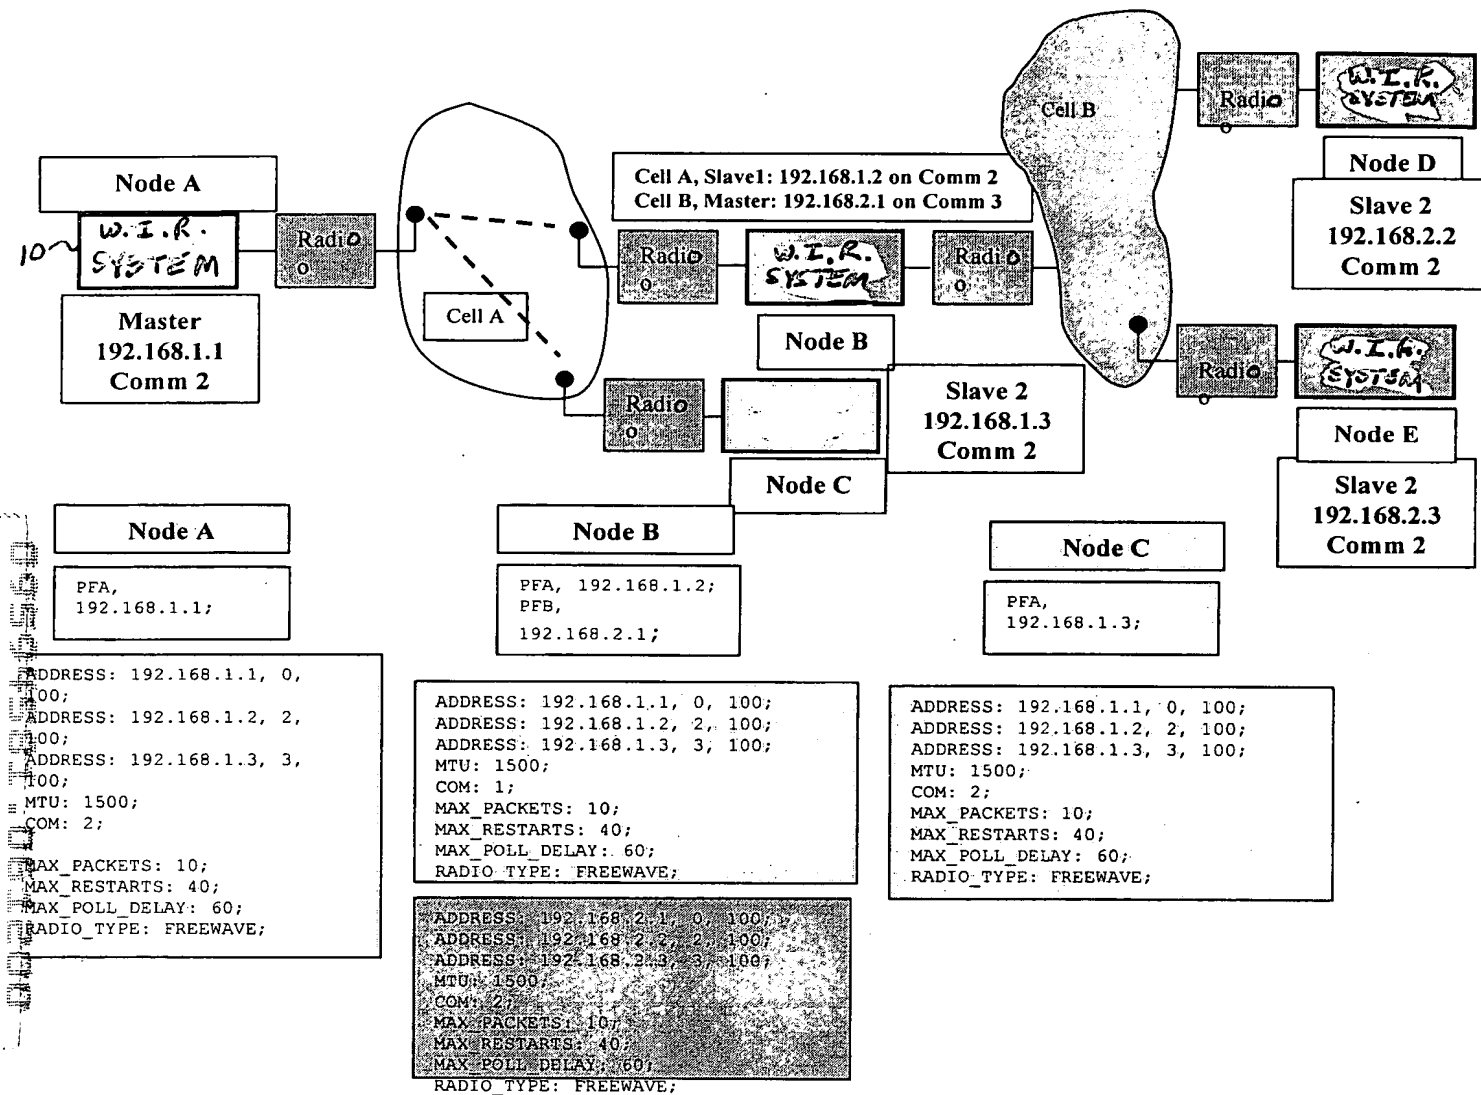 Node A
10
W.I.R.
SYSTEM
Radio
o
Master
192.168.1.1
Comm 2
Cell A
Cell A, Slave1: 192.168.1.2 on Comm 2
Cell B, Master: 192.168.2.1 on Comm 3
Radio
o
W.I.R.
SYSTEM
Radio
o
Node B
Radio
o
Node C
Slave 2
192.168.1.3
Comm 2
Cell B
Radio
o
W.I.R.
SYSTEM
Node D
Slave 2
192.168.2.2
Comm 2
Radio
o
W.I.R.
SYSTEM
Node E
Slave 2
192.168.2.3
Comm 2
Node A
PFA,
192.168.1.1;
ADDRESS: 192.168.1.1, 0,
100;
ADDRESS: 192.168.1.2, 2,
100;
ADDRESS: 192.168.1.3, 3,
100;
MTU: 1500;
COM: 2;
MAX_PACKETS: 10;
MAX_RESTARTS: 40;
MAX_POLL_DELAY: 60;
RADIO_TYPE: FREEWAVE;
Node B
PFA, 192.168.1.2;
PFB,
192.168.2.1;
ADDRESS: 192.168.1.1, 0, 100;
ADDRESS: 192.168.1.2, 2, 100;
ADDRESS: 192.168.1.3, 3, 100;
MTU: 1500;
COM: 1;
MAX_PACKETS: 10;
MAX_RESTARTS: 40;
MAX_POLL_DELAY: 60;
RADIO_TYPE: FREEWAVE;
ADDRESS: 192.168.2.1, 0, 100;
ADDRESS: 192.168.2.2, 2, 100;
ADDRESS: 192.168.2.3, 3, 100;
MTU: 1500;
COM: 2;
MAX_PACKETS: 10;
MAX_RESTARTS: 40;
MAX_POLL_DELAY: 60;
RADIO_TYPE: FREEWAVE;
Node C
PFA,
192.168.1.3;
ADDRESS: 192.168.1.1, 0, 100;
ADDRESS: 192.168.1.2, 2, 100;
ADDRESS: 192.168.1.3, 3, 100;
MTU: 1500;
COM: 2;
MAX_PACKETS: 10;
MAX_RESTARTS: 40;
MAX_POLL_DELAY: 60;
RADIO_TYPE: FREEWAVE;